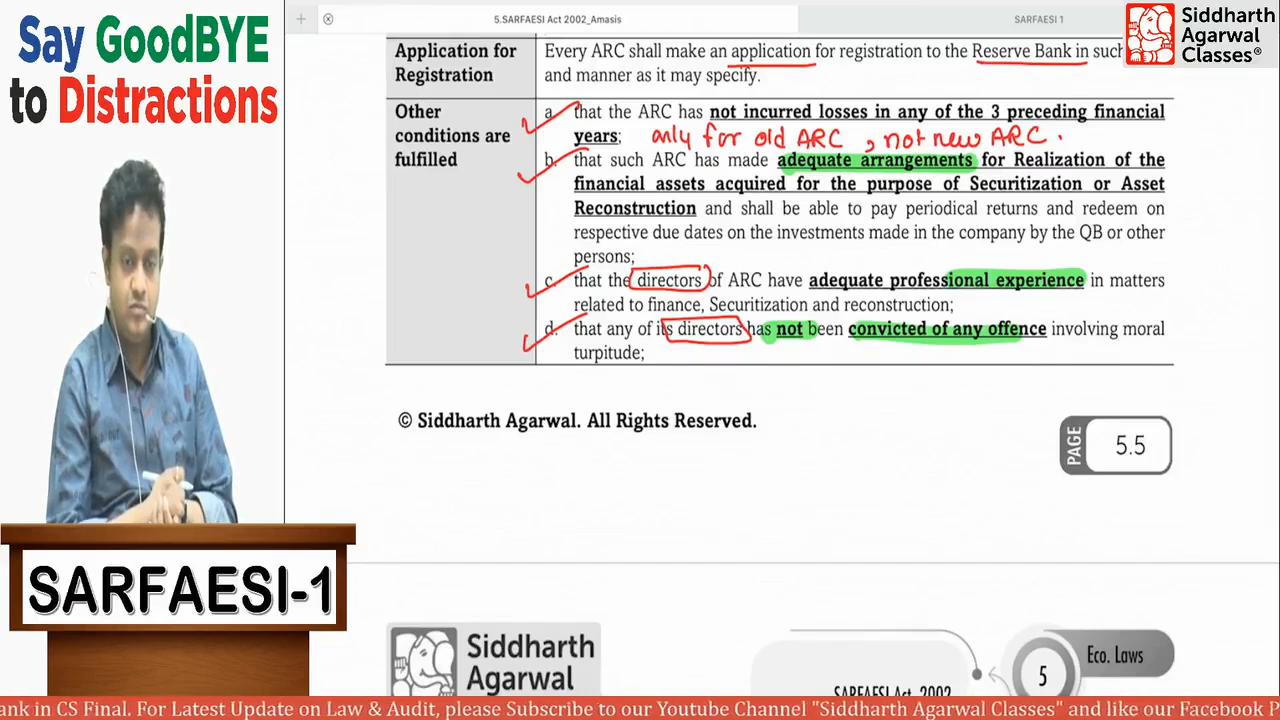 Say GoodBYE
to Distractions
SARFAESI-1
5.SARFAESI Act 2002_Amasis
SARFAESI 1
Siddharth
Agarwal
Classes®
Application for
Registration
Every ARC shall make an application for registration to the Reserve Bank in such
and manner as it may specify.
Other
conditions are
fulfilled
a. that the ARC has not incurred losses in any of the 3 preceding financial
years; only for old ARC, not new ARC.
b. that such ARC has made adequate arrangements for Realization of the
financial assets acquired for the purpose of Securitization or Asset
Reconstruction and shall be able to pay periodical returns and redeem on
respective due dates on the investments made in the company by the QB or other
persons;
c. that the directors of ARC have adequate professional experience in matters
related to finance, Securitization and reconstruction;
d. that any of its directors has not been convicted of any offence involving moral
turpitude;
© Siddharth Agarwal. All Rights Reserved.
PAGE
5.5
Siddharth
Agarwal
5
Eco. Laws
SARFAESI Act, 2002
ank in CS Final. For Latest Update on Law & Audit, please Subscribe to our Youtube Channel "Siddharth Agarwal Classes" and like our Facebook P